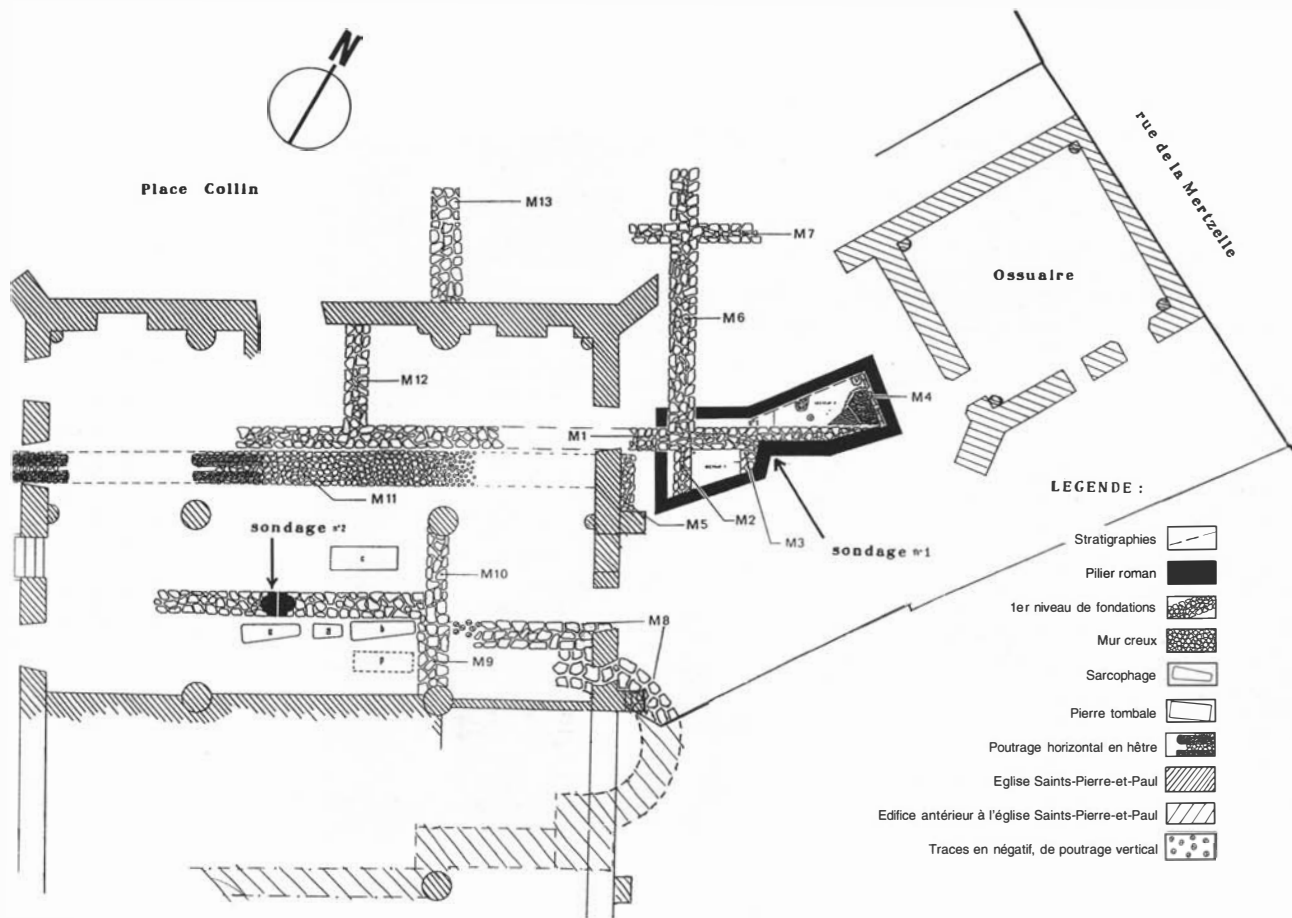 N
rue de la Mertzelle
Place Collin
M13
M7
Ossuaire
M6
M12
M4
M1
LEGENDE :
M11
M5
M2
M3
sondage n°2
sondage n°1
Stratigraphies
c
M10
Pilier roman
1er niveau de fondations
a
b
M8
Mur creux
P
M9
Sarcophage
Pierre tombale
Poutrage horizontal en hêtre
Eglise Saints-Pierre-et-Paul
Edifice antérieur à l'église Saints-Pierre-et-Paul
Traces en négatif, de poutrage vertical